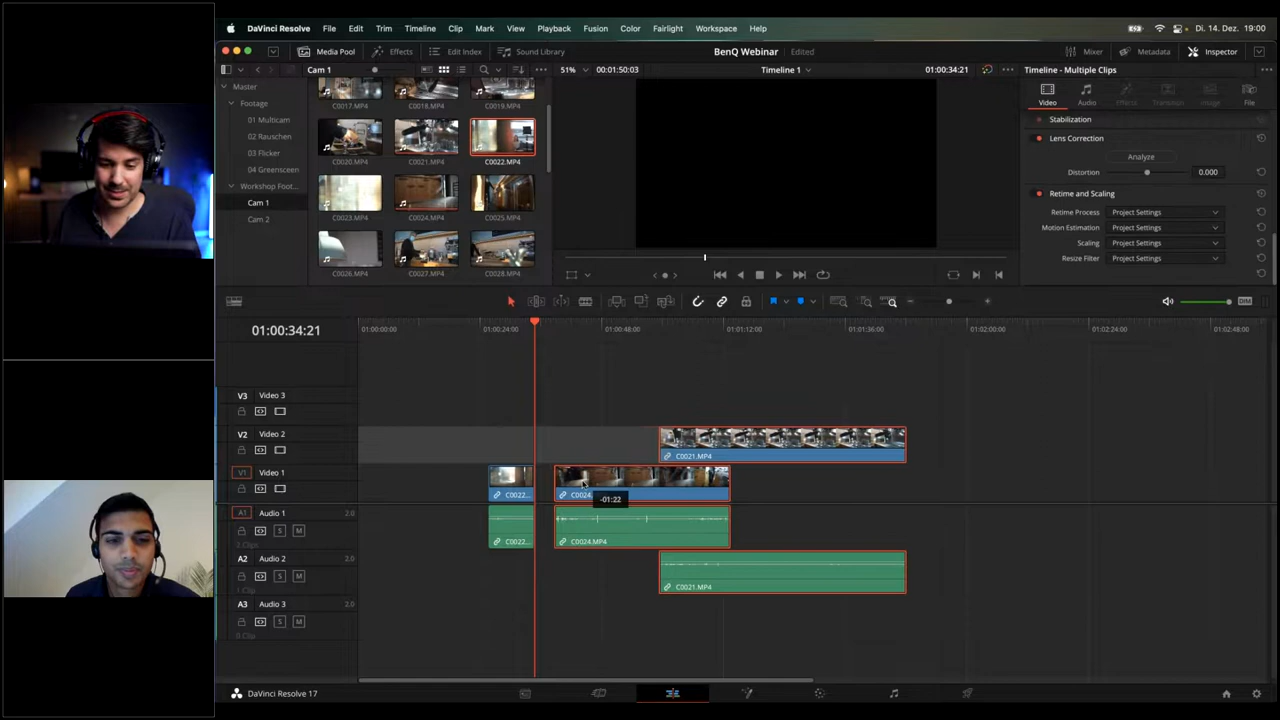 DaVinci Resolve File Edit Trim Timeline Clip Mark View Playback Fusion Color Fairlight Workspace Help Di. 14. Dez. 19:00
Media Pool Effects Edit Index Sound Library BenQ Webinar Edited Mixer Metadata Inspector
Cam 1 51% 00:01:50:03 Timeline 1 01:00:34:21 Timeline - Multiple Clips
Master
Footage
01 Multicam
02 Rauschen
03 Flicker
04 Greensceen
Workshop Foot...
Cam 1
Cam 2
C0017.MP4 C0018.MP4 C0019.MP4
C0020.MP4 C0021.MP4 C0022.MP4
C0023.MP4 C0024.MP4 C0025.MP4
C0026.MP4 C0027.MP4 C0028.MP4
Video Audio Effects Transition Image File
Stabilization
Lens Correction
Analyze
Distortion 0.000
Retime and Scaling
Retime Process Project Settings
Motion Estimation Project Settings
Scaling Project Settings
Resize Filter Project Settings
DIM
01:00:34:21 01:00:00:00 01:00:24:00 01:00:48:00 01:01:12:00 01:01:36:00 01:02:00:00 01:02:24:00 01:02:48:00
V3 Video 3
V2 Video 2
C0021.MP4
V1 Video 1
C0022... C0024. -01:22
A1 Audio 1 2.0
S M
2 Clips
C0022... C0024.MP4
A2 Audio 2 2.0
S M
1 Clip
C0021.MP4
A3 Audio 3 2.0
S M
0 Clip
DaVinci Resolve 17